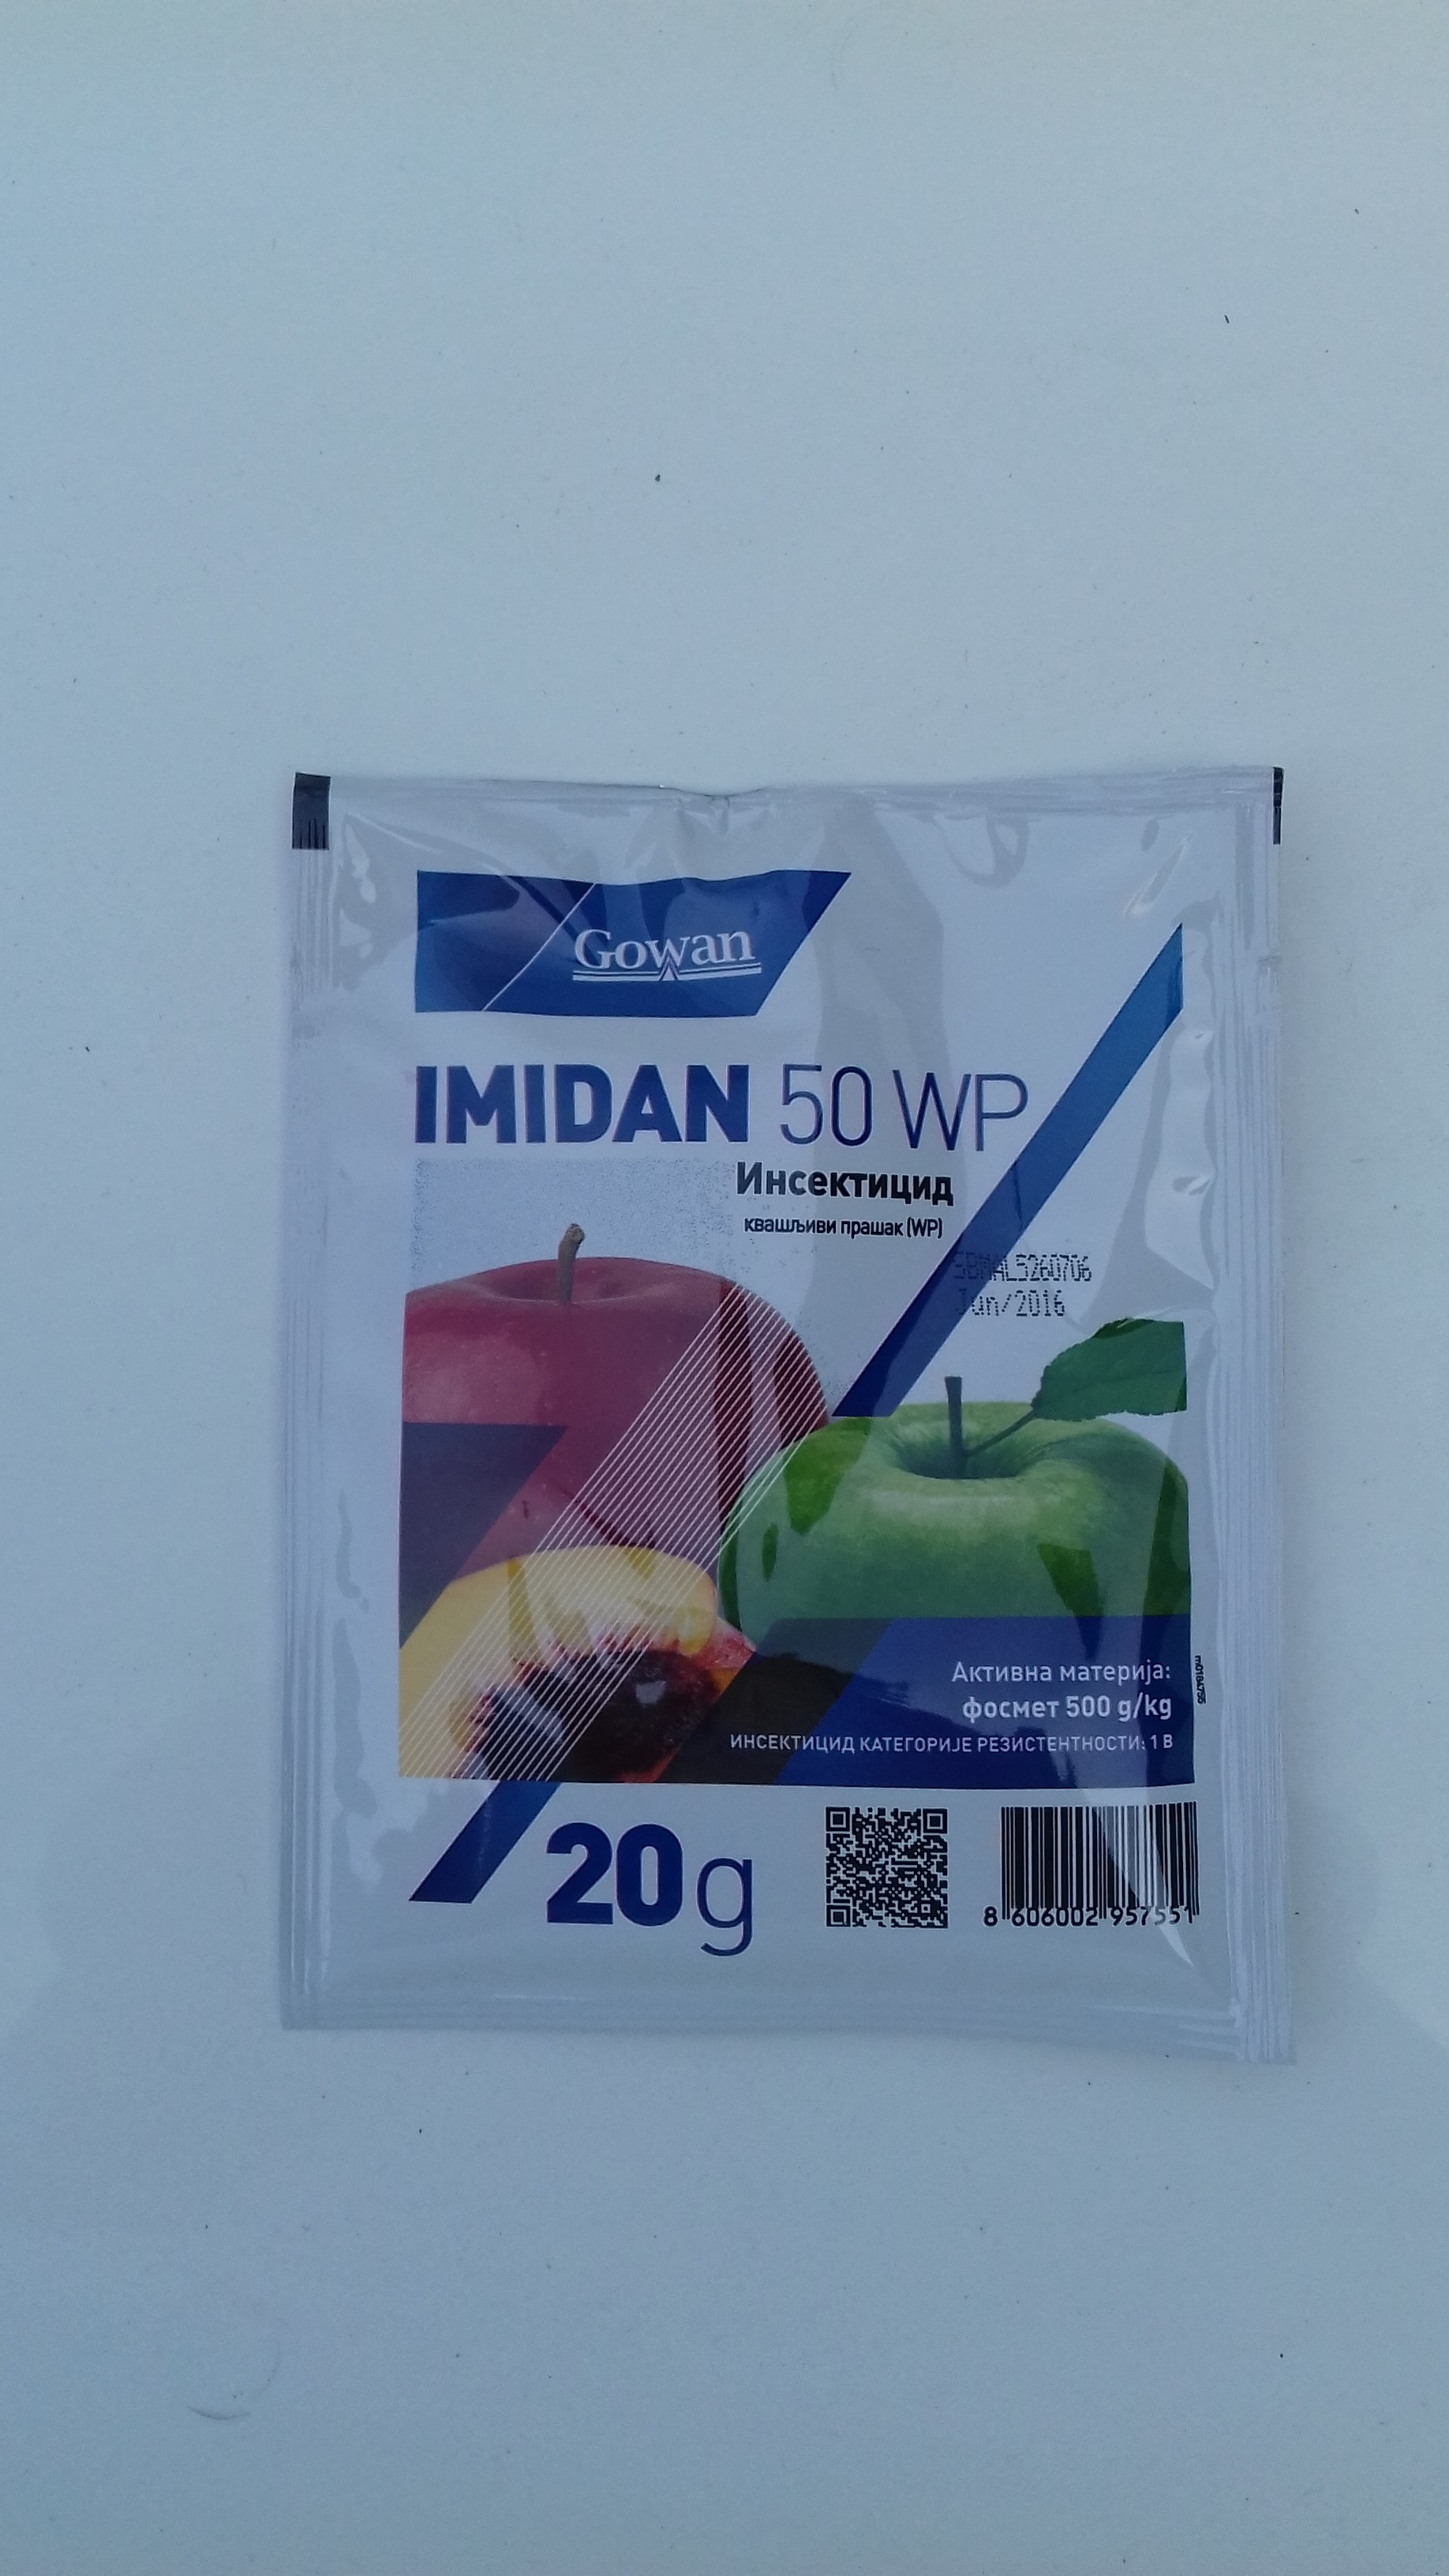 Gowan
IMIDAN 50 WP
Инсектицид
квашљиви прашак (WP)
SBMAL5260706
Jun/2016
Активна материја:
фосмет 500 g/kg
ИНСЕКТИЦИД КАТЕГОРИЈЕ РЕЗИСТЕНТНОСТИ: 1 B
20g
8 606002 957551